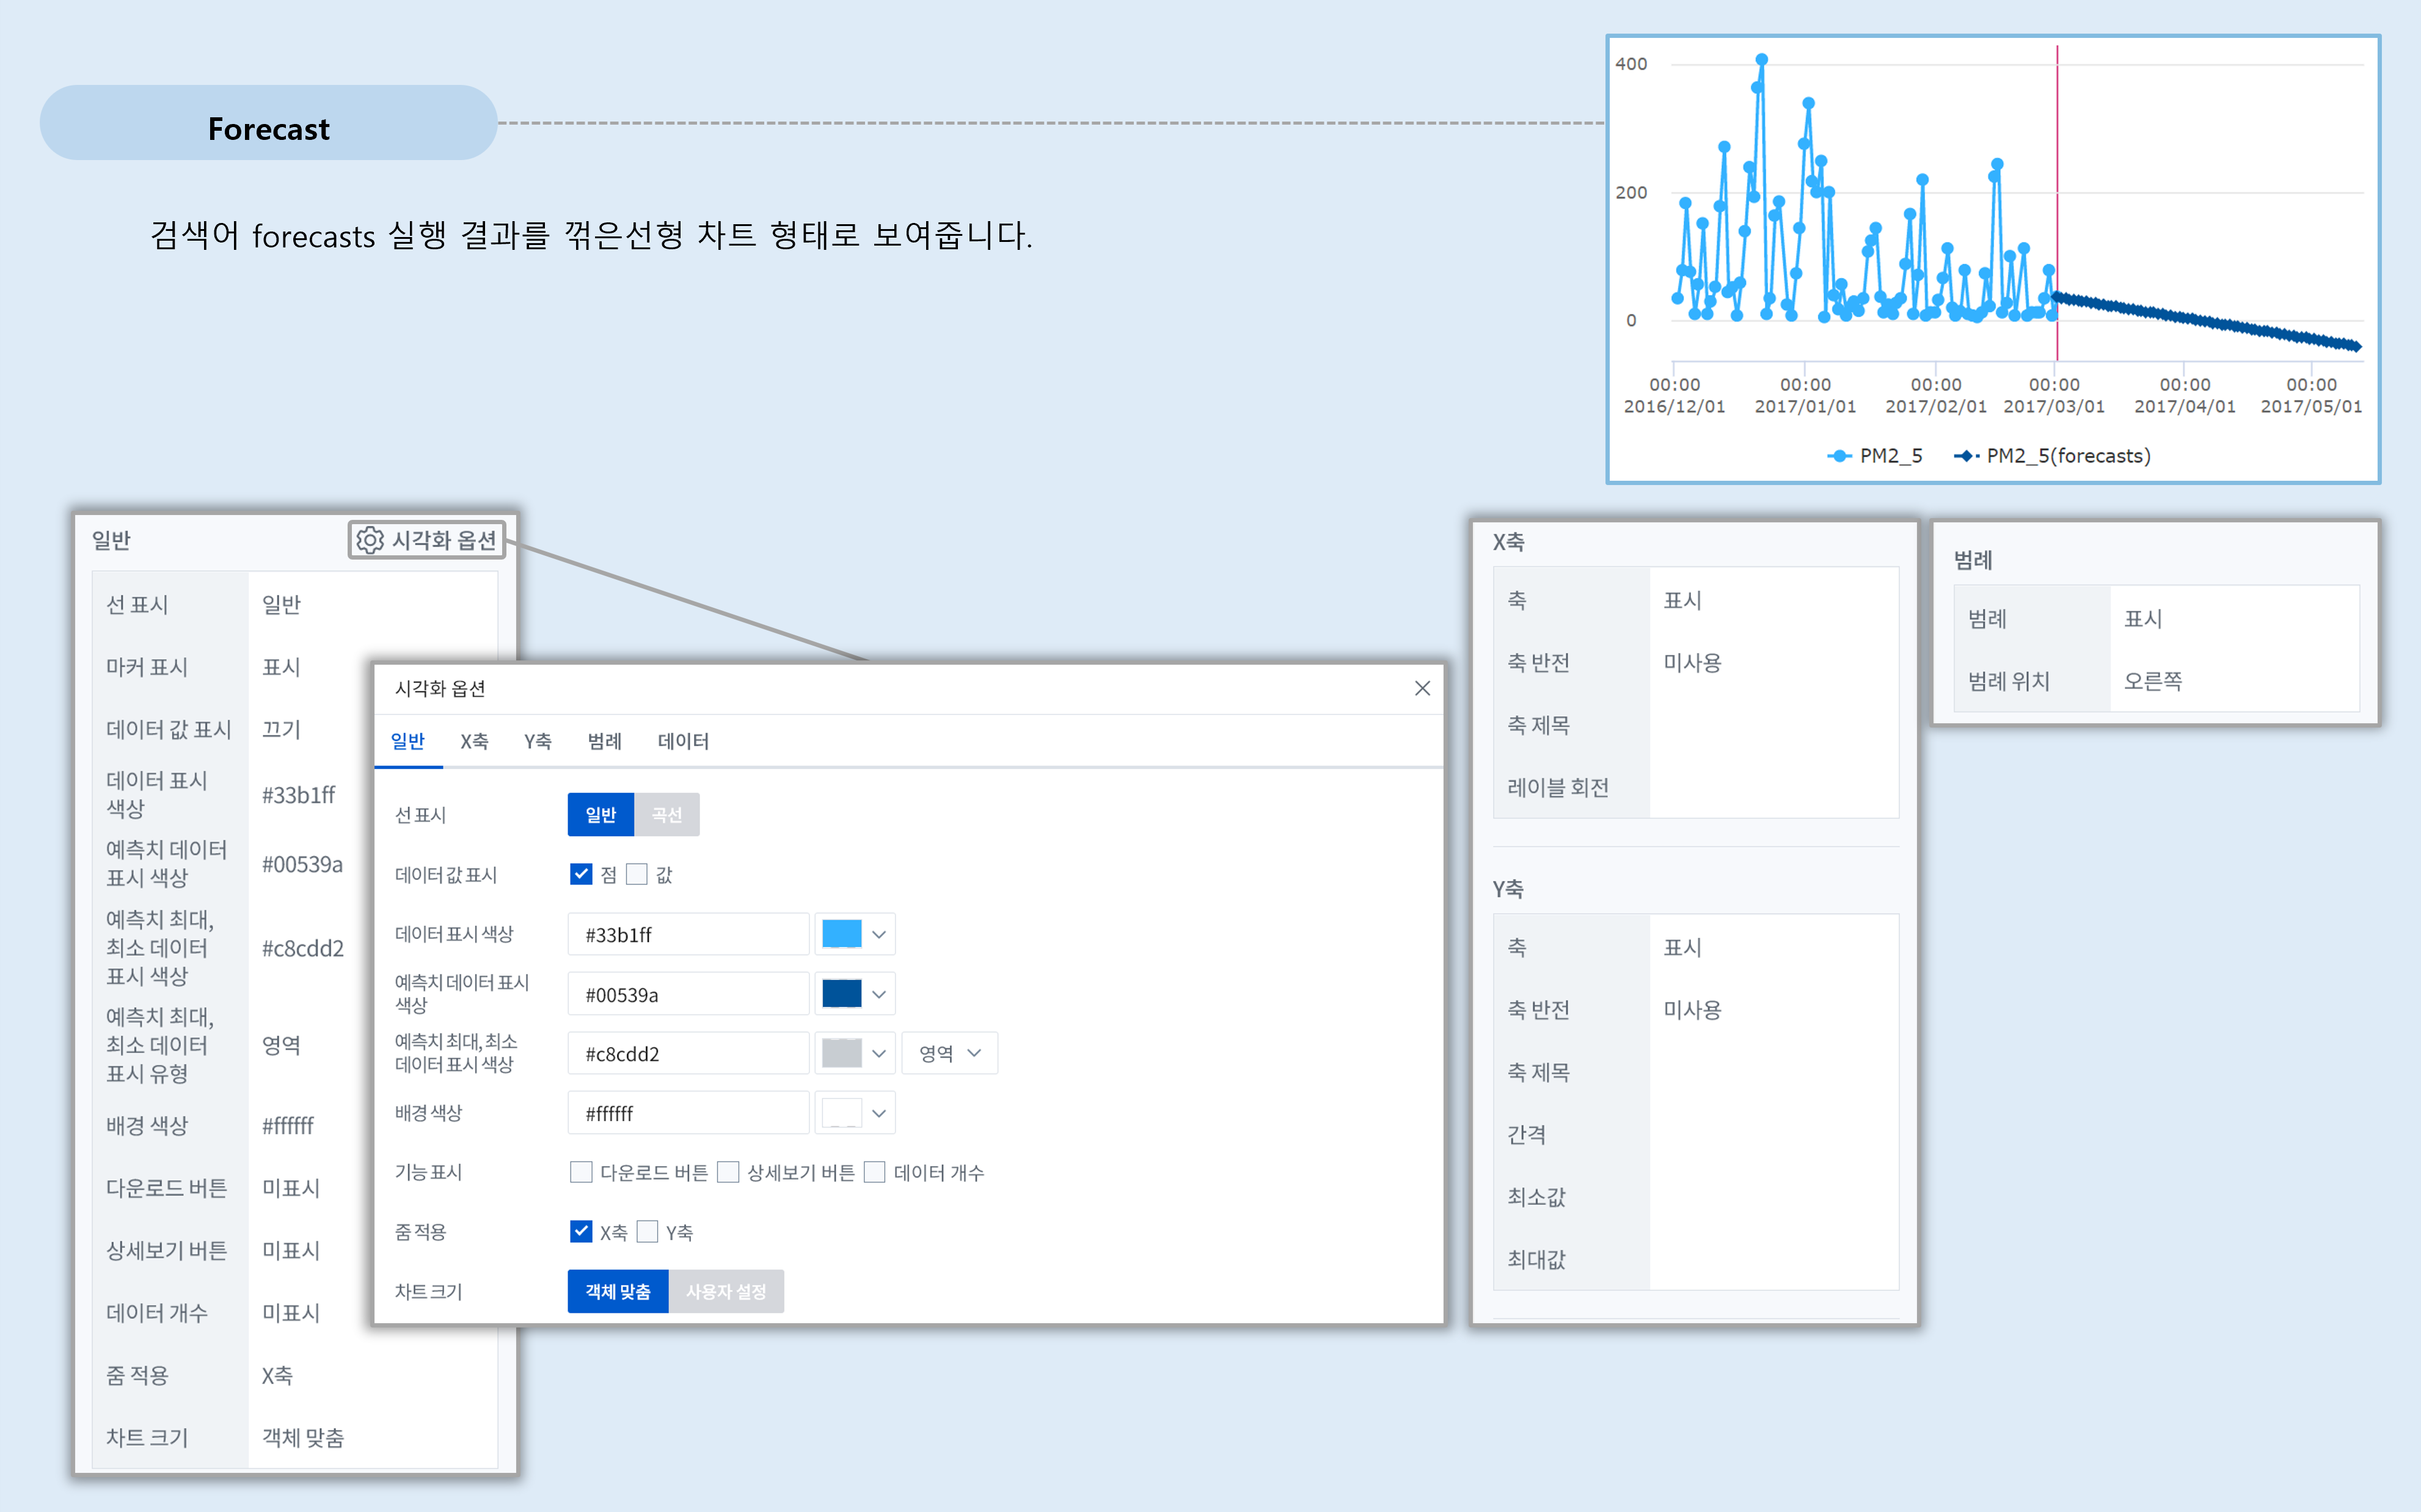 Forecast
검색어 forecasts 실행 결과를 꺾은선형 차트 형태로 보여줍니다.
400
200
0
00:00 00:00 00:00 00:00 00:00 00:00
2016/12/01 2017/01/01 2017/02/01 2017/03/01 2017/04/01 2017/05/01
PM2_5 PM2_5(forecasts)
일반 시각화 옵션
선 표시 일반
마커 표시 표시
데이터 값 표시 끄기
데이터 표시
색상
#33b1ff
예측치 데이터
표시 색상
#00539a
예측치 최대,
최소 데이터
표시 색상
#c8cdd2
예측치 최대,
최소 데이터
표시 유형
영역
배경 색상 #ffffff
다운로드 버튼 미표시
상세보기 버튼 미표시
데이터 개수 미표시
줌 적용 X축
차트 크기 객체 맞춤
시각화 옵션
일반 X축 Y축 범례 데이터
선 표시 일반 곡선
데이터 값 표시 점 값
데이터 표시 색상 #33b1ff
예측치 데이터 표시
색상
#00539a
예측치 최대, 최소
데이터 표시 색상
#c8cdd2 영역
배경 색상 #ffffff
기능 표시 다운로드 버튼 상세보기 버튼 데이터 개수
줌 적용 X축 Y축
차트 크기 객체 맞춤 사용자 설정
X축
축 표시
축 반전 미사용
축 제목
레이블 회전
Y축
축 표시
축 반전 미사용
축 제목
간격
최소값
최대값
범례
범례 표시
범례 위치 오른쪽